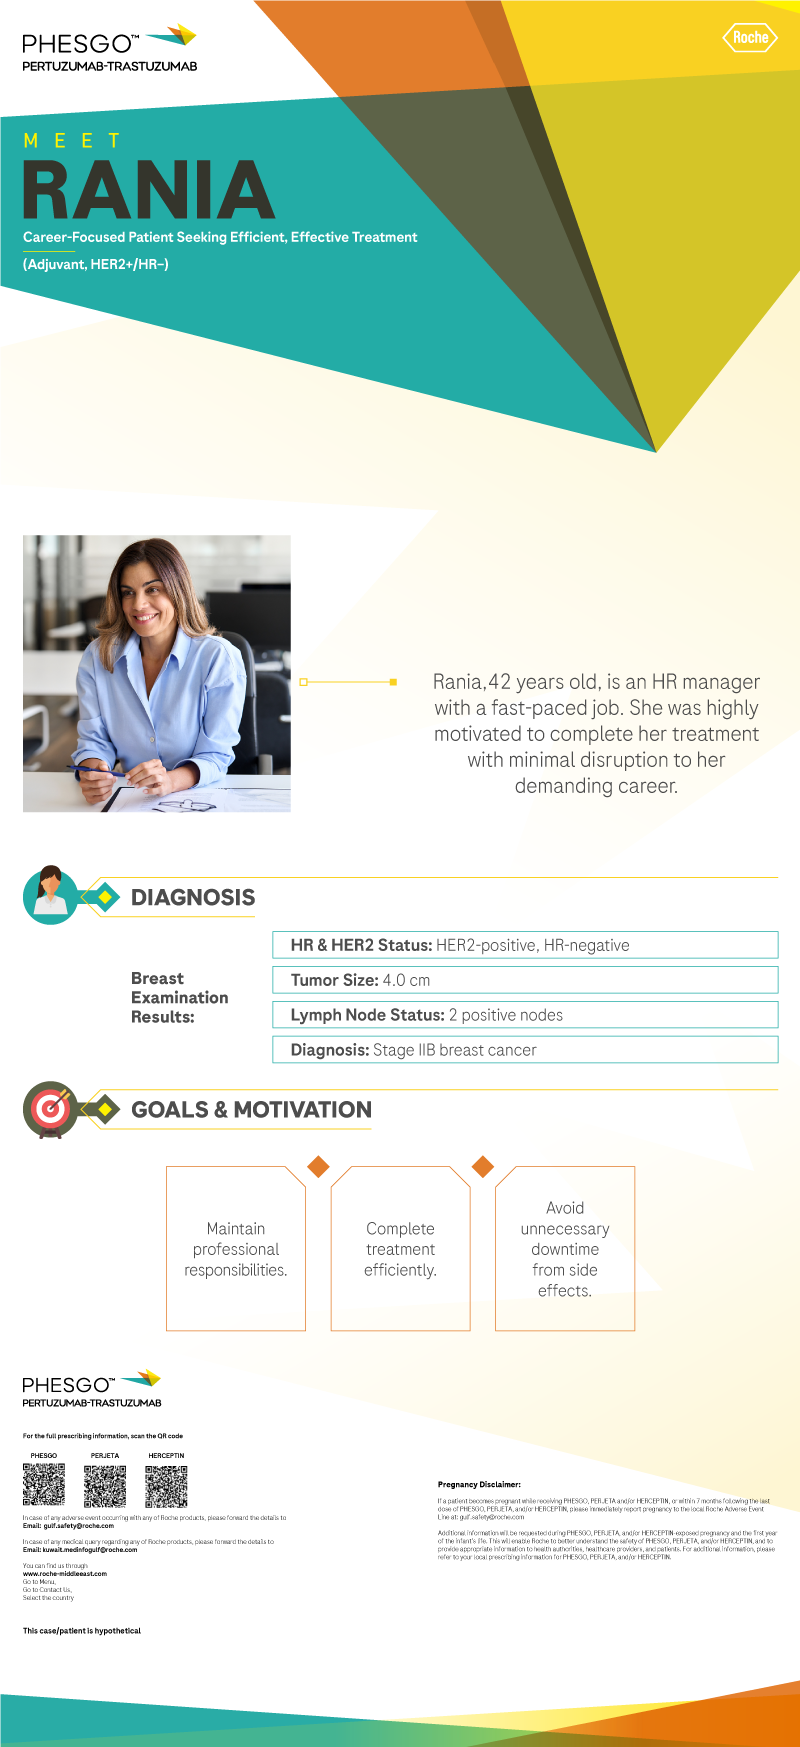 PHESGO™
PERTUZUMAB-TRASTUZUMAB
Roche
MEET
RANIA
Career-Focused Patient Seeking Efficient, Effective Treatment
(Adjuvant, HER2+/HR–)
Rania,42 years old, is an HR manager
with a fast-paced job. She was highly
motivated to complete her treatment
with minimal disruption to her
demanding career.
DIAGNOSIS
Breast
Examination
Results:
HR & HER2 Status: HER2-positive, HR-negative
Tumor Size: 4.0 cm
Lymph Node Status: 2 positive nodes
Diagnosis: Stage IIB breast cancer
GOALS & MOTIVATION
Maintain
professional
responsibilities.
Complete
treatment
efficiently.
Avoid
unnecessary
downtime
from side
effects.
PHESGO™
PERTUZUMAB-TRASTUZUMAB
For the full prescribing information, scan the QR code
PHESGO PERJETA HERCEPTIN
In case of any adverse event occurring with any of Roche products, please forward the details to
Email: gulf.safety@roche.com
In case of any medical query regarding any of Roche products, please forward the details to
Email: kuwait.medinfogulf@roche.com
You can find us through
www.roche-middleeast.com
Go to Menu,
Go to Contact Us,
Select the country
This case/patient is hypothetical
Pregnancy Disclaimer:
If a patient becomes pregnant while receiving PHESGO, PERJETA and/or HERCEPTIN, or within 7 months following the last
dose of PHESGO, PERJETA, and/or HERCEPTIN, please immediately report pregnancy to the local Roche Adverse Event
Line at: gulf.safety@roche.com
Additional information will be requested during PHESGO, PERJETA, and/or HERCEPTIN-exposed pregnancy and the first year
of the infant's life. This will enable Roche to better understand the safety of PHESGO, PERJETA, and/or HERCEPTIN, and to
provide appropriate information to health authorities, healthcare providers, and patients. For additional information, please
refer to your local prescribing information for PHESGO, PERJETA, and/or HERCEPTIN.